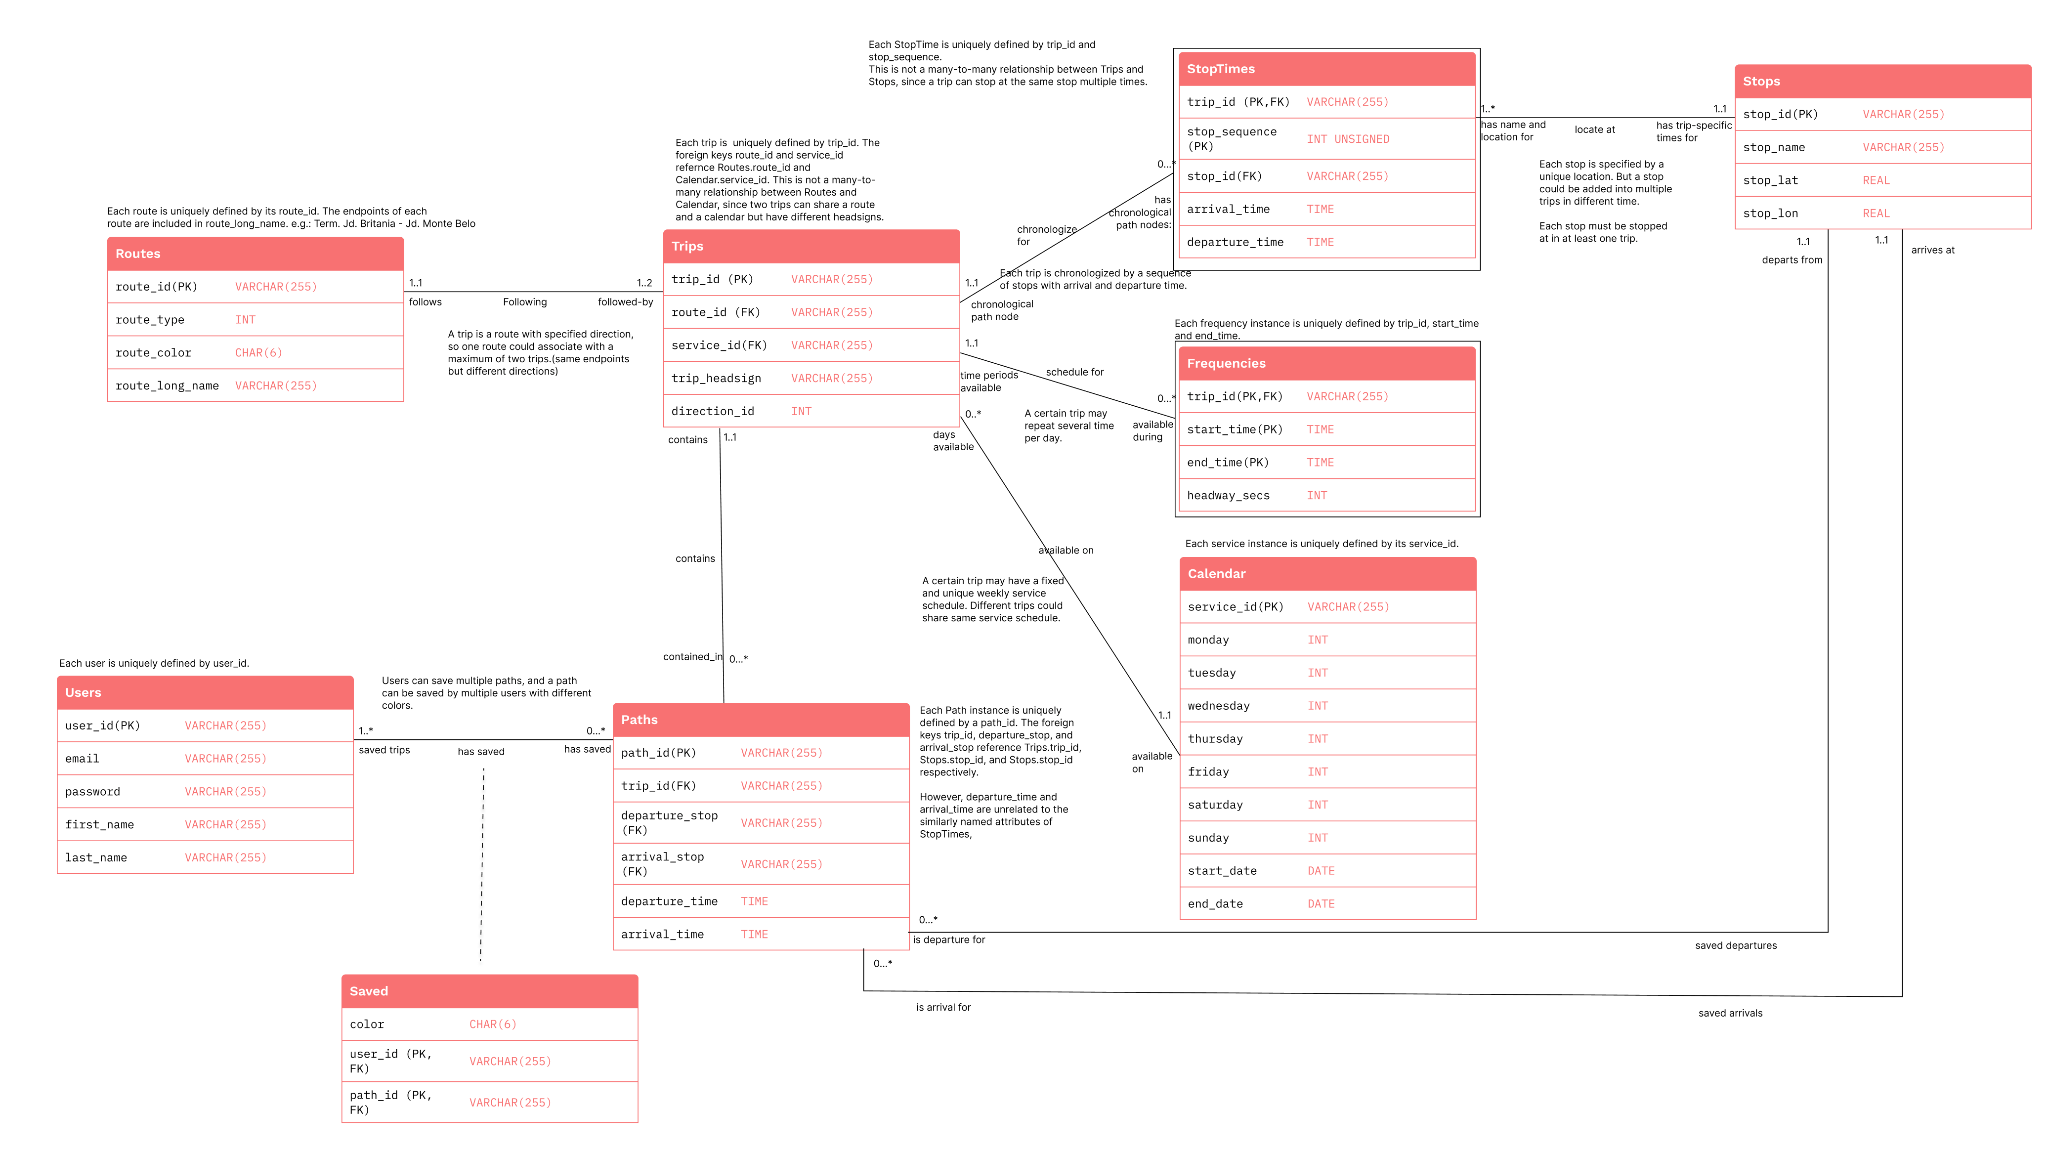 Each StopTime is uniquely defined by trip_id and
stop_sequence.
This is not a many-to-many relationship between Trips and
Stops, since a trip can stop at the same stop multiple times.
StopTimes
trip_id (PK,FK) VARCHAR(255)
stop_sequence
(PK)
INT UNSIGNED
stop_id(FK) VARCHAR(255)
arrival_time TIME
departure_time TIME
1..*
1..1
has name and
location for
locate at
has trip-specific
times for
Each stop is specified by a
unique location. But a stop
could be added into multiple
trips in different time.
Each stop must be stopped
at in at least one trip.
Stops
stop_id(PK) VARCHAR(255)
stop_name VARCHAR(255)
stop_lat REAL
stop_lon REAL
1..1
departs from
1..1
arrives at
Each trip is  uniquely defined by trip_id. The
foreign keys route_id and service_id
refernce Routes.route_id and
Calendar.service_id. This is not a many-to-
many relationship between Routes and
Calendar, since two trips can share a route
and a calendar but have different headsigns.
Each route is uniquely defined by its route_id. The endpoints of each
route are included in route_long_name. e.g.: Term. Jd. Britania - Jd. Monte Belo
Routes
route_id(PK) VARCHAR(255)
route_type INT
route_color CHAR(6)
route_long_name VARCHAR(255)
1..1
1..2
follows
Following
followed-by
A trip is a route with specified direction,
so one route could associate with a
maximum of two trips.(same endpoints
but different directions)
Trips
trip_id (PK) VARCHAR(255)
route_id (FK) VARCHAR(255)
service_id(FK) VARCHAR(255)
trip_headsign VARCHAR(255)
direction_id INT
0...*
has
chronological
path nodes:
chronologize
for
Each trip is chronologized by a sequence
of stops with arrival and departure time.
1..1
chronological
path node
Each frequency instance is uniquely defined by trip_id, start_time
and end_time.
Frequencies
trip_id(PK,FK) VARCHAR(255)
start_time(PK) TIME
end_time(PK) TIME
headway_secs INT
1..1
time periods
available
schedule for
0...*
available
during
A certain trip may
repeat several time
per day.
0..*
days
available
contains
1..1
contains
contained_in
0...*
available on
A certain trip may have a fixed
and unique weekly service
schedule. Different trips could
share same service schedule.
1..1
available
on
Each service instance is uniquely defined by its service_id.
Calendar
service_id(PK) VARCHAR(255)
monday INT
tuesday INT
wednesday INT
thursday INT
friday INT
saturday INT
sunday INT
start_date DATE
end_date DATE
Each user is uniquely defined by user_id.
Users
user_id(PK) VARCHAR(255)
email VARCHAR(255)
password VARCHAR(255)
first_name VARCHAR(255)
last_name VARCHAR(255)
Users can save multiple paths, and a path
can be saved by multiple users with different
colors.
1..*
0...*
saved trips
has saved
has saved
Paths
path_id(PK) VARCHAR(255)
trip_id(FK) VARCHAR(255)
departure_stop
(FK)
VARCHAR(255)
arrival_stop
(FK)
VARCHAR(255)
departure_time TIME
arrival_time TIME
Each Path instance is uniquely
defined by a path_id. The foreign
keys trip_id, departure_stop, and
arrival_stop reference Trips.trip_id,
Stops.stop_id, and Stops.stop_id
respectively.
However, departure_time and
arrival_time are unrelated to the
similarly named attributes of
StopTimes,
0...*
is departure for
saved departures
0...*
is arrival for
saved arrivals
Saved
color CHAR(6)
user_id (PK,
FK)
VARCHAR(255)
path_id (PK,
FK)
VARCHAR(255)